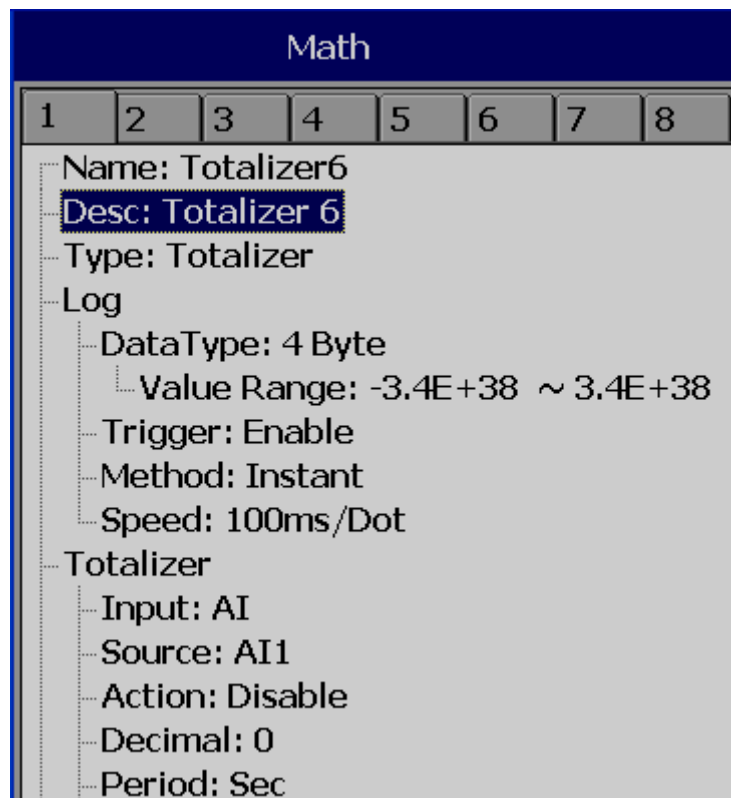 Math
1 2 3 4 5 6 7 8
Name: Totalizer6
Desc: Totalizer 6
Type: Totalizer
Log
DataType: 4 Byte
Value Range: -3.4E+38 ~ 3.4E+38
Trigger: Enable
Method: Instant
Speed: 100ms/Dot
Totalizer
Input: AI
Source: AI1
Action: Disable
Decimal: 0
Period: Sec